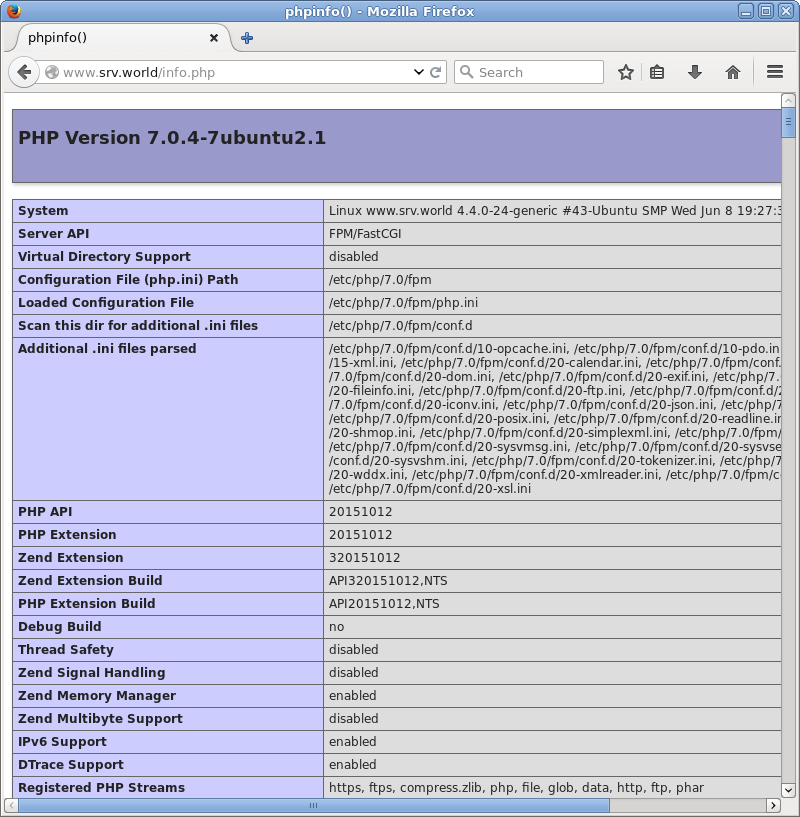 phpinfo() - Mozilla Firefox
phpinfo()
www.srv.world/info.php
Search
PHP Version 7.0.4-7ubuntu2.1
System Linux www.srv.world 4.4.0-24-generic #43-Ubuntu SMP Wed Jun 8 19:27:3
Server API FPM/FastCGI
Virtual Directory Support disabled
Configuration File (php.ini) Path /etc/php/7.0/fpm
Loaded Configuration File /etc/php/7.0/fpm/php.ini
Scan this dir for additional .ini files /etc/php/7.0/fpm/conf.d
Additional .ini files parsed /etc/php/7.0/fpm/conf.d/10-opcache.ini, /etc/php/7.0/fpm/conf.d/10-pdo.in
/15-xml.ini, /etc/php/7.0/fpm/conf.d/20-calendar.ini, /etc/php/7.0/fpm/conf.
/7.0/fpm/conf.d/20-dom.ini, /etc/php/7.0/fpm/conf.d/20-exif.ini, /etc/php/7.
/20-fileinfo.ini, /etc/php/7.0/fpm/conf.d/20-ftp.ini, /etc/php/7.0/fpm/conf.d/2
/7.0/fpm/conf.d/20-iconv.ini, /etc/php/7.0/fpm/conf.d/20-json.ini, /etc/php/7
/etc/php/7.0/fpm/conf.d/20-posix.ini, /etc/php/7.0/fpm/conf.d/20-readline.in
/20-shmop.ini, /etc/php/7.0/fpm/conf.d/20-simplexml.ini, /etc/php/7.0/fpm/
/etc/php/7.0/fpm/conf.d/20-sysvmsg.ini, /etc/php/7.0/fpm/conf.d/20-sysvse
/conf.d/20-sysvshm.ini, /etc/php/7.0/fpm/conf.d/20-tokenizer.ini, /etc/php/7
/20-wddx.ini, /etc/php/7.0/fpm/conf.d/20-xmlreader.ini, /etc/php/7.0/fpm/c
/etc/php/7.0/fpm/conf.d/20-xsl.ini
PHP API 20151012
PHP Extension 20151012
Zend Extension 320151012
Zend Extension Build API320151012,NTS
PHP Extension Build API20151012,NTS
Debug Build no
Thread Safety disabled
Zend Signal Handling disabled
Zend Memory Manager enabled
Zend Multibyte Support disabled
IPv6 Support enabled
DTrace Support enabled
Registered PHP Streams https, ftps, compress.zlib, php, file, glob, data, http, ftp, phar